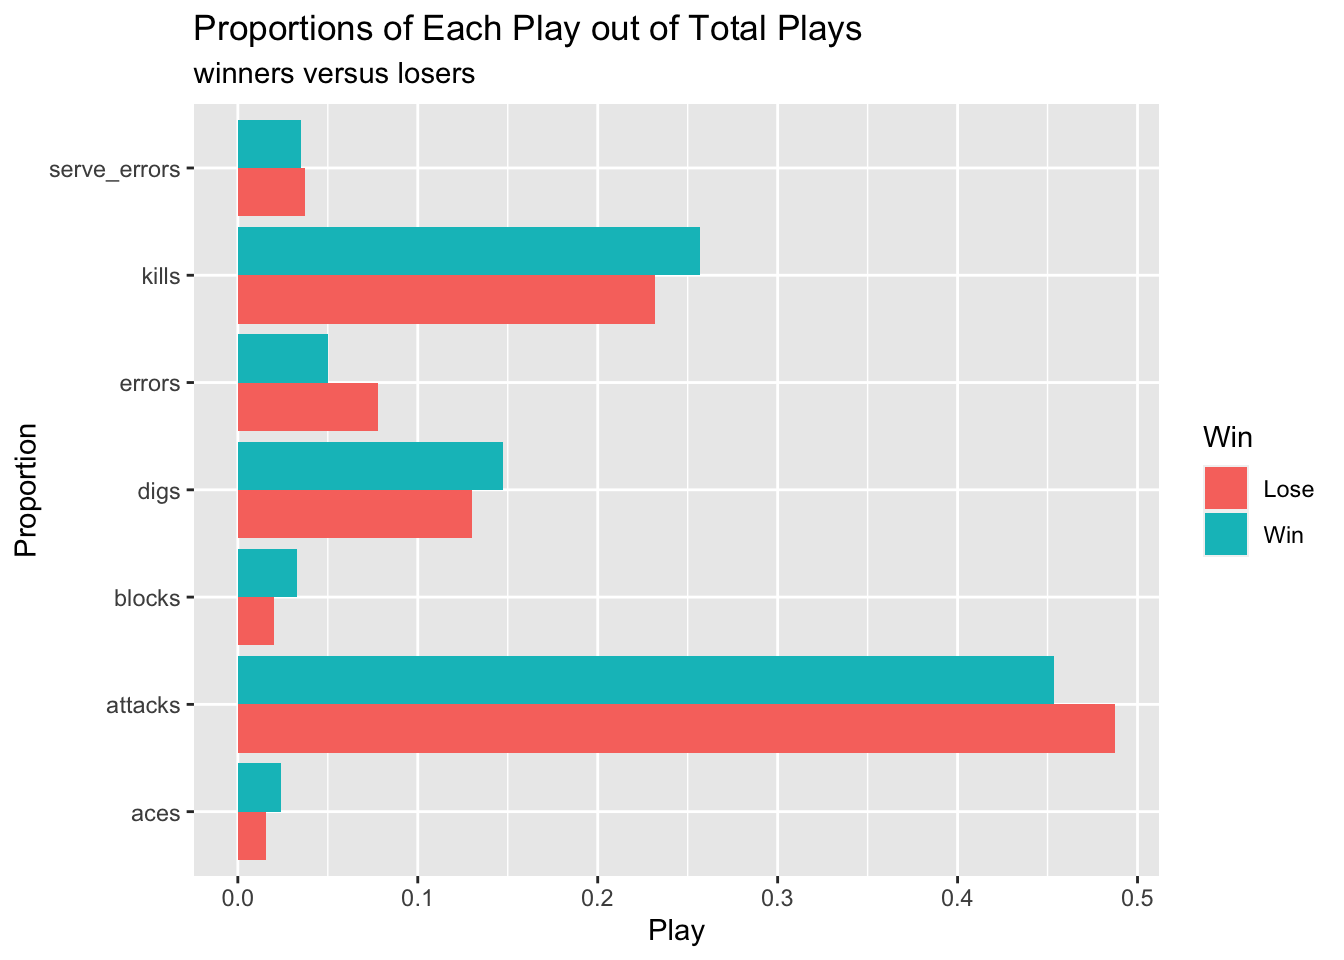 Proportions of Each Play out of Total Plays
winners versus losers
serve_errors
kills
errors
digs
blocks
attacks
aces
Proportion
0.0 0.1 0.2 0.3 0.4 0.5
Play
Win
Lose
Win